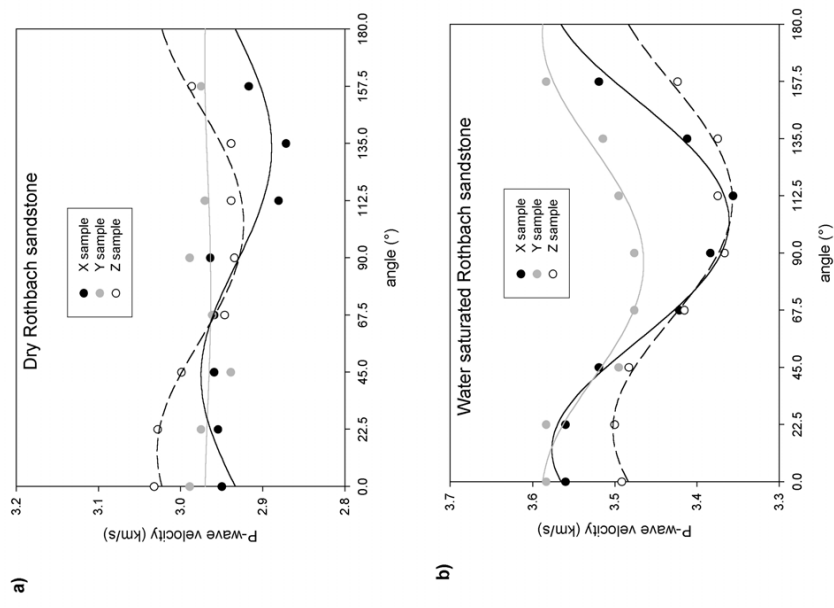 a)
Dry Rothbach sandstone
X sample
Y sample
Z sample
P-wave velocity (km/s)
3.2
3.1
3.0
2.9
2.8
0.0
22.5
45.0
67.5
90.0
112.5
135.0
157.5
180.0
angle (°)
b)
Water saturated Rothbach sandstone
X sample
Y sample
Z sample
P-wave velocity (km/s)
3.7
3.6
3.5
3.4
3.3
0.0
22.5
45.0
67.5
90.0
112.5
135.0
157.5
180.0
angle (°)